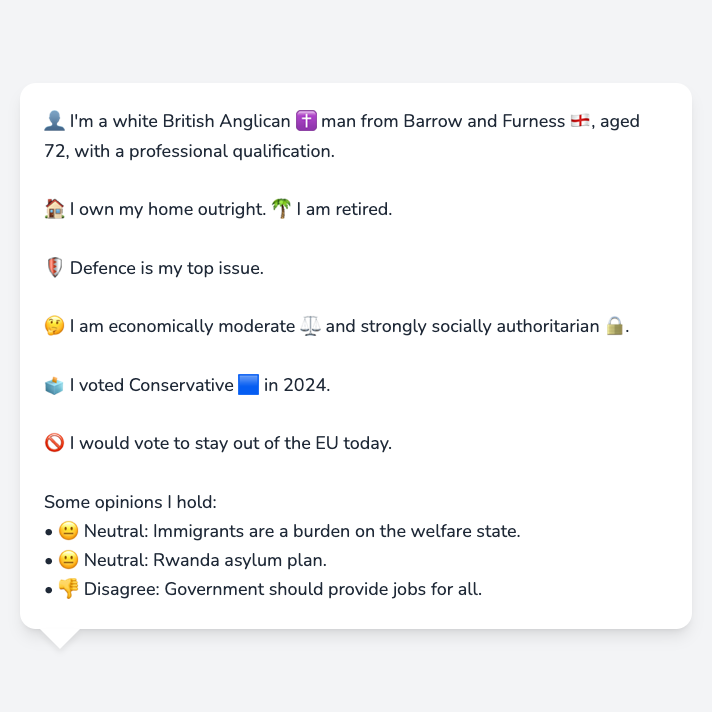 👤 I'm a white British Anglican ✝️ man from Barrow and Furness 🏴󠁧󠁢󠁥󠁮󠁧󠁿, aged
72, with a professional qualification.
🏠 I own my home outright. 🌴 I am retired.
🛡️ Defence is my top issue.
🤔 I am economically moderate ⚖️ and strongly socially authoritarian 🔒.
🗳️ I voted Conservative 🟦 in 2024.
🚫 I would vote to stay out of the EU today.
Some opinions I hold:
• 😐 Neutral: Immigrants are a burden on the welfare state.
• 😐 Neutral: Rwanda asylum plan.
• 👎 Disagree: Government should provide jobs for all.